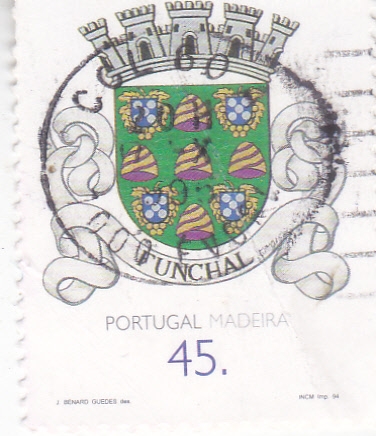 FUNCHAL
PORTUGAL MADEIRA
45.
J. BÉNARD GUEDES des.
INCM Imp. 94